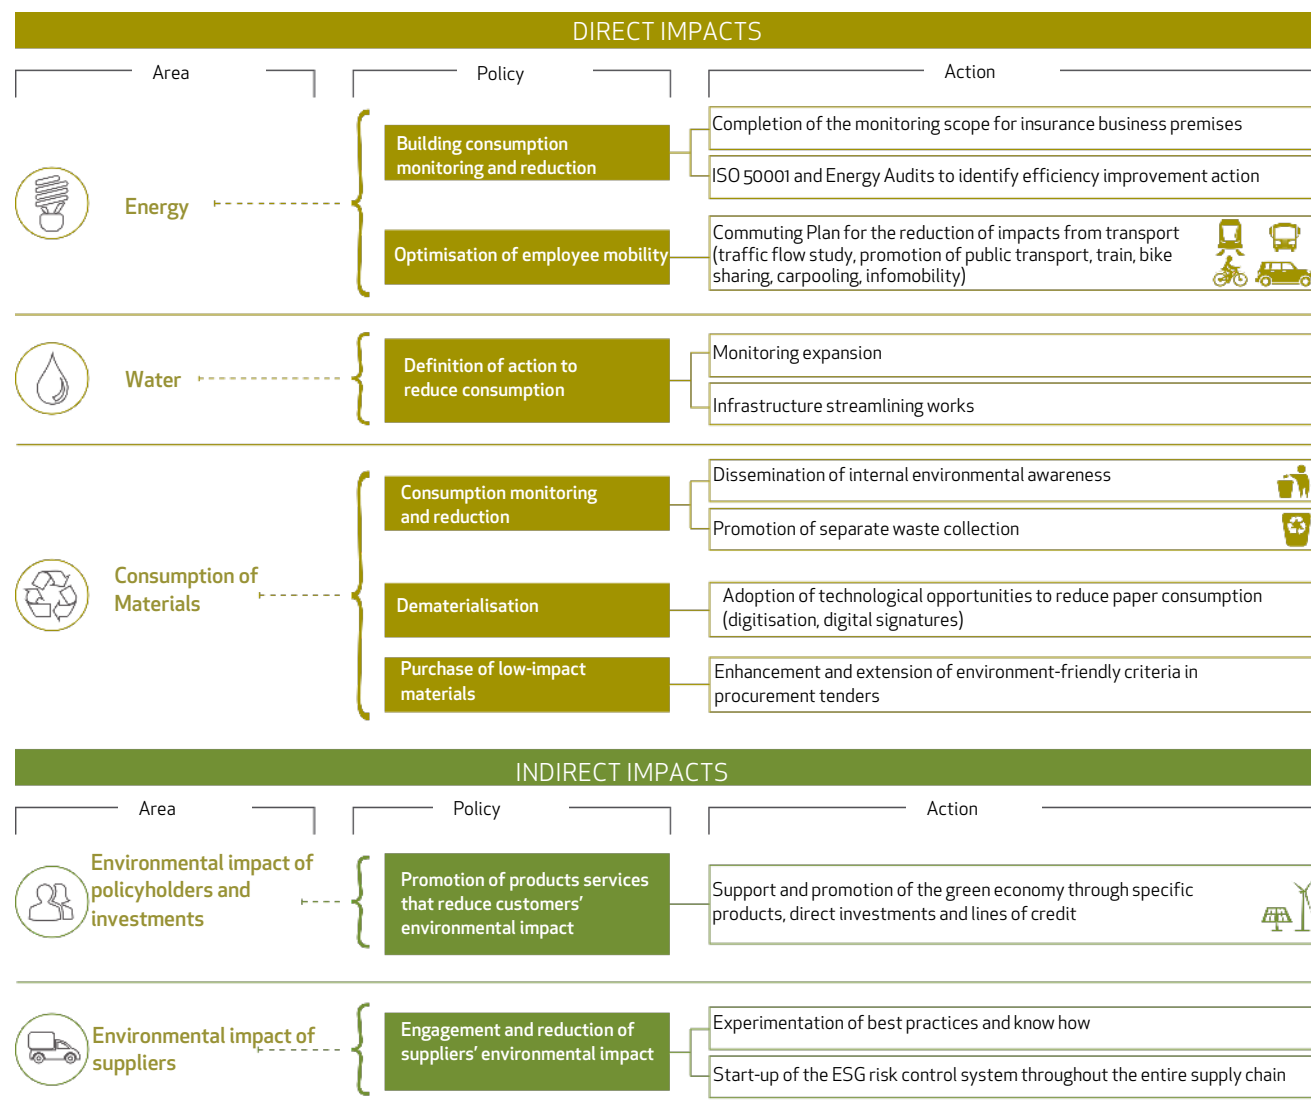 DIRECT IMPACTS
Area
Policy
Action
Energy
Building consumption
monitoring and reduction
Completion of the monitoring scope for insurance business premises
ISO 50001 and Energy Audits to identify efficiency improvement action
Optimisation of employee mobility
Commuting Plan for the reduction of impacts from transport
(traffic flow study, promotion of public transport, train, bike
sharing, carpooling, infomobility)
Water
Definition of action to
reduce consumption
Monitoring expansion
Infrastructure streamlining works
Consumption of
Materials
Consumption monitoring
and reduction
Dissemination of internal environmental awareness
Promotion of separate waste collection
Dematerialisation
Adoption of technological opportunities to reduce paper consumption
(digitisation, digital signatures)
Purchase of low-impact
materials
Enhancement and extension of environment-friendly criteria in
procurement tenders
INDIRECT IMPACTS
Area
Policy
Action
Environmental impact of
policyholders and
investments
Promotion of products services
that reduce customers’
environmental impact
Support and promotion of the green economy through specific
products, direct investments and lines of credit
Environmental impact of
suppliers
Engagement and reduction of
suppliers’ environmental impact
Experimentation of best practices and know how
Start-up of the ESG risk control system throughout the entire supply chain